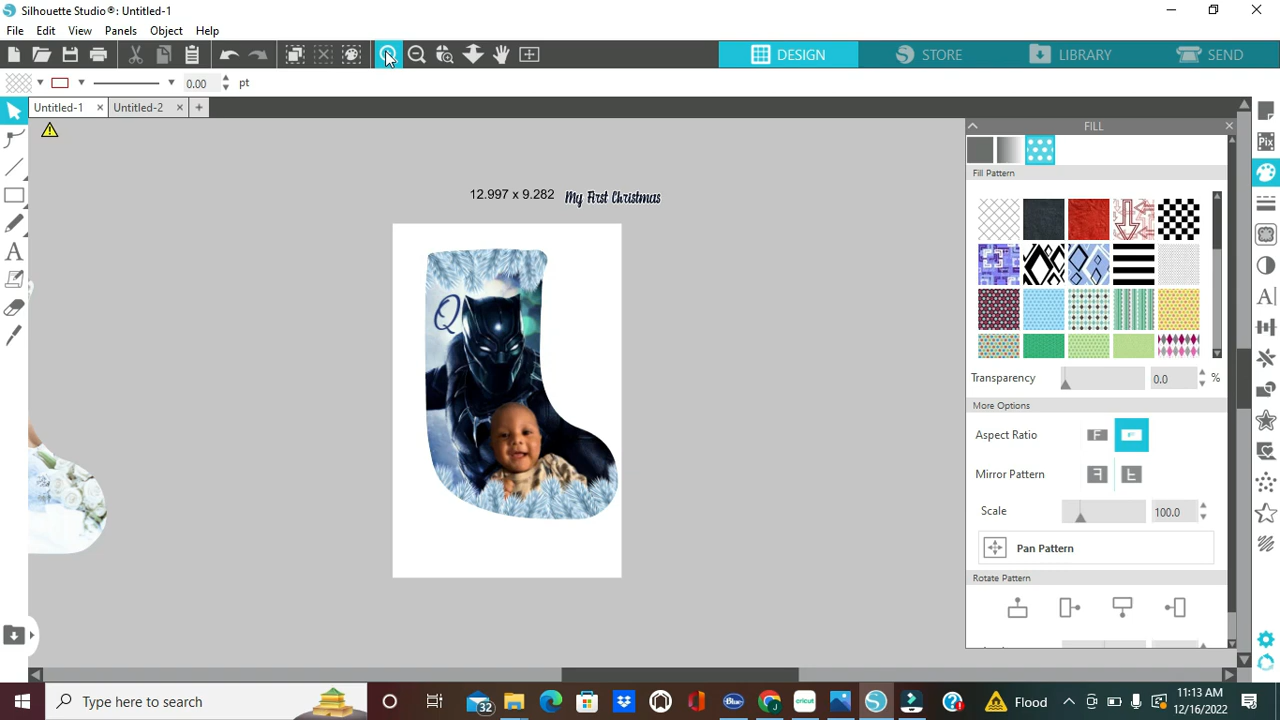 Silhouette Studio®: Untitled-1
File Edit View Panels Object Help
DESIGN STORE LIBRARY SEND
0.00 pt
Untitled-1 Untitled-2
FILL
Fill Pattern
12.997 x 9.282 My First Christmas
Q
Transparency 0.0 %
More Options
Aspect Ratio
Mirror Pattern
Scale 100.0
Pan Pattern
Rotate Pattern
Type here to search
32
Blue
cricut
Flood
11:13 AM
12/16/2022